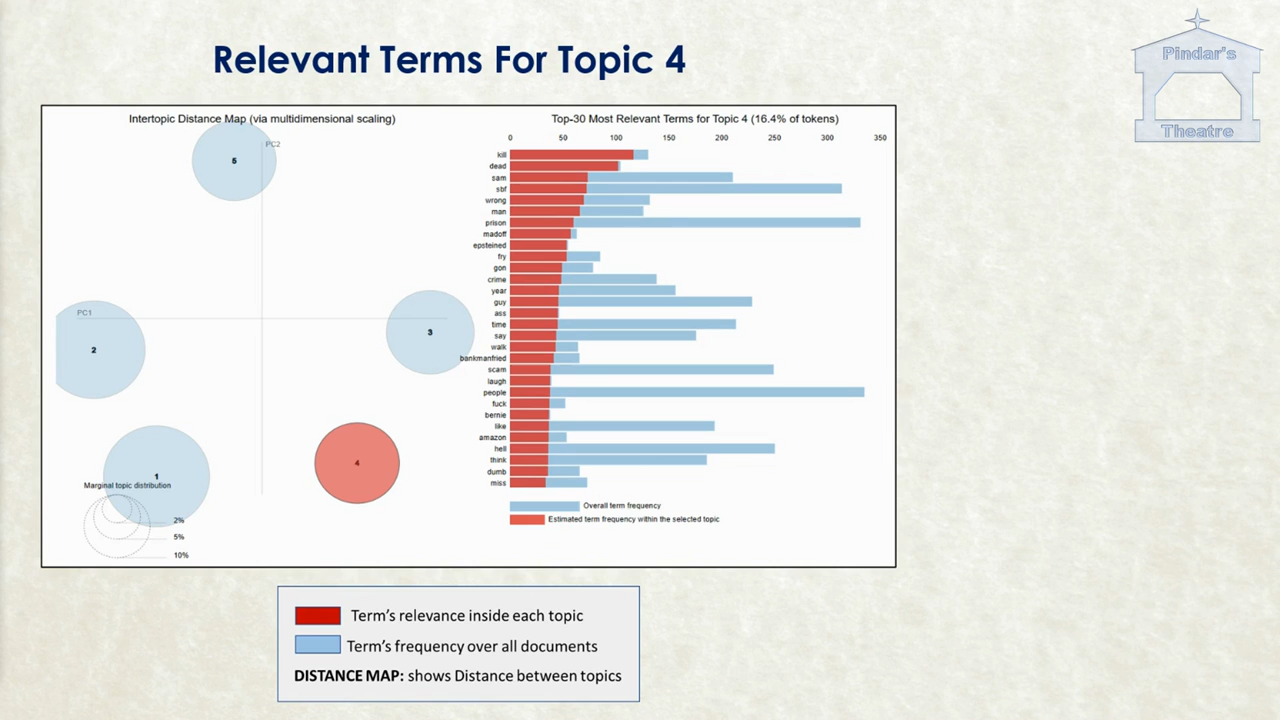 Relevant Terms For Topic 4
Pindar's
Theatre
Intertopic Distance Map (via multidimensional scaling)
PC2
5
PC1
2
3
4
1
Marginal topic distribution
2%
5%
10%
Top-30 Most Relevant Terms for Topic 4 (16.4% of tokens)
0 50 100 150 200 250 300 350
kill
dead
sam
sbf
wrong
man
prison
madoff
epsteined
fry
gon
crime
year
guy
ass
time
say
walk
bankmanfried
scam
laugh
people
fuck
bernie
like
amazon
hell
think
dumb
miss
Overall term frequency
Estimated term frequency within the selected topic
Term's relevance inside each topic
Term's frequency over all documents
DISTANCE MAP: shows Distance between topics